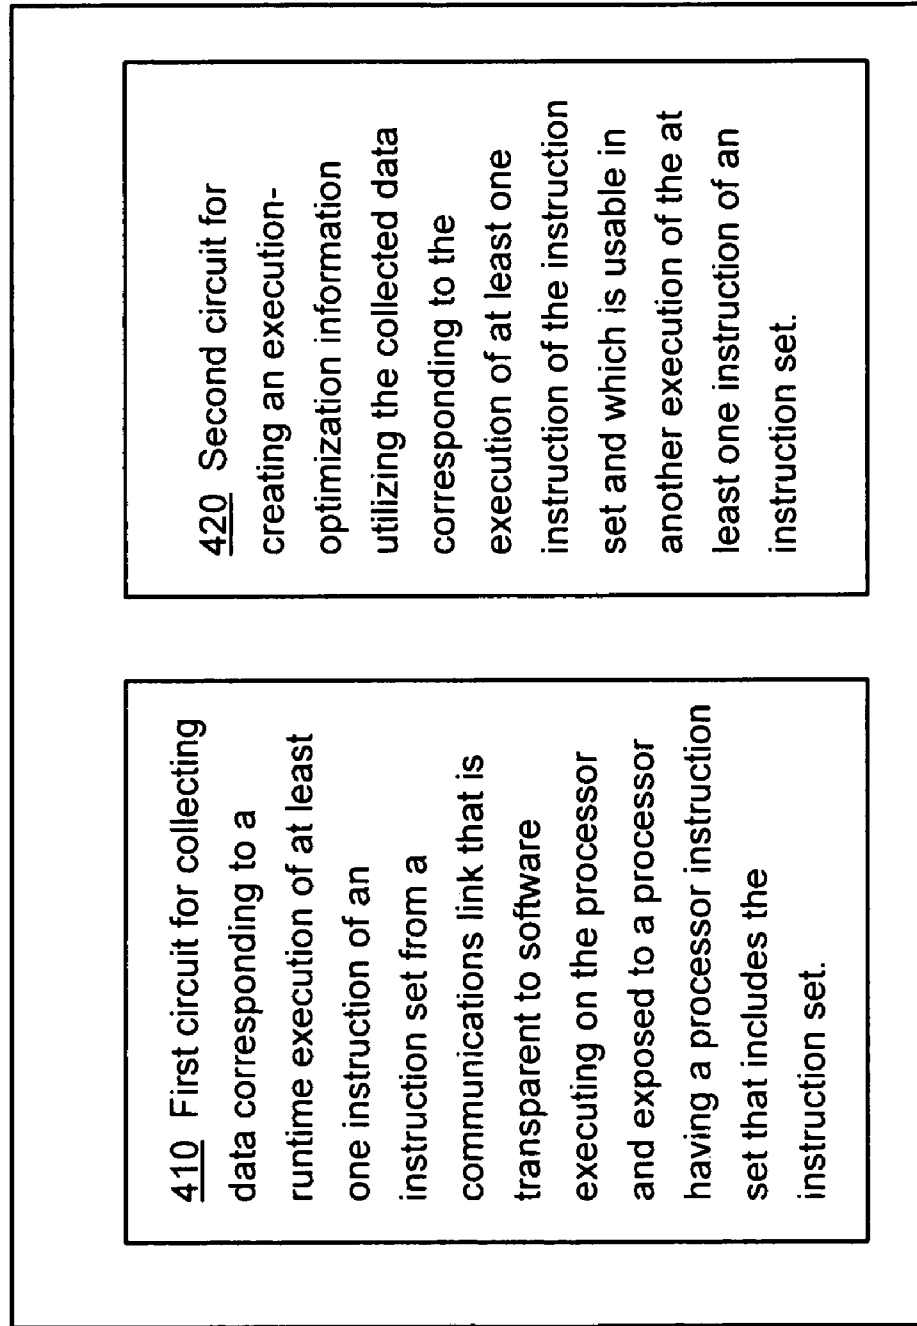 410 First circuit for collecting
data corresponding to a
runtime execution of at least
one instruction of an
instruction set from a
communications link that is
transparent to software
executing on the processor
and exposed to a processor
having a processor instruction
set that includes the
instruction set.
420 Second circuit for
creating an execution-
optimization information
utilizing the collected data
corresponding to the
execution of at least one
instruction of the instruction
set and which is usable in
another execution of the at
least one instruction of an
instruction set.